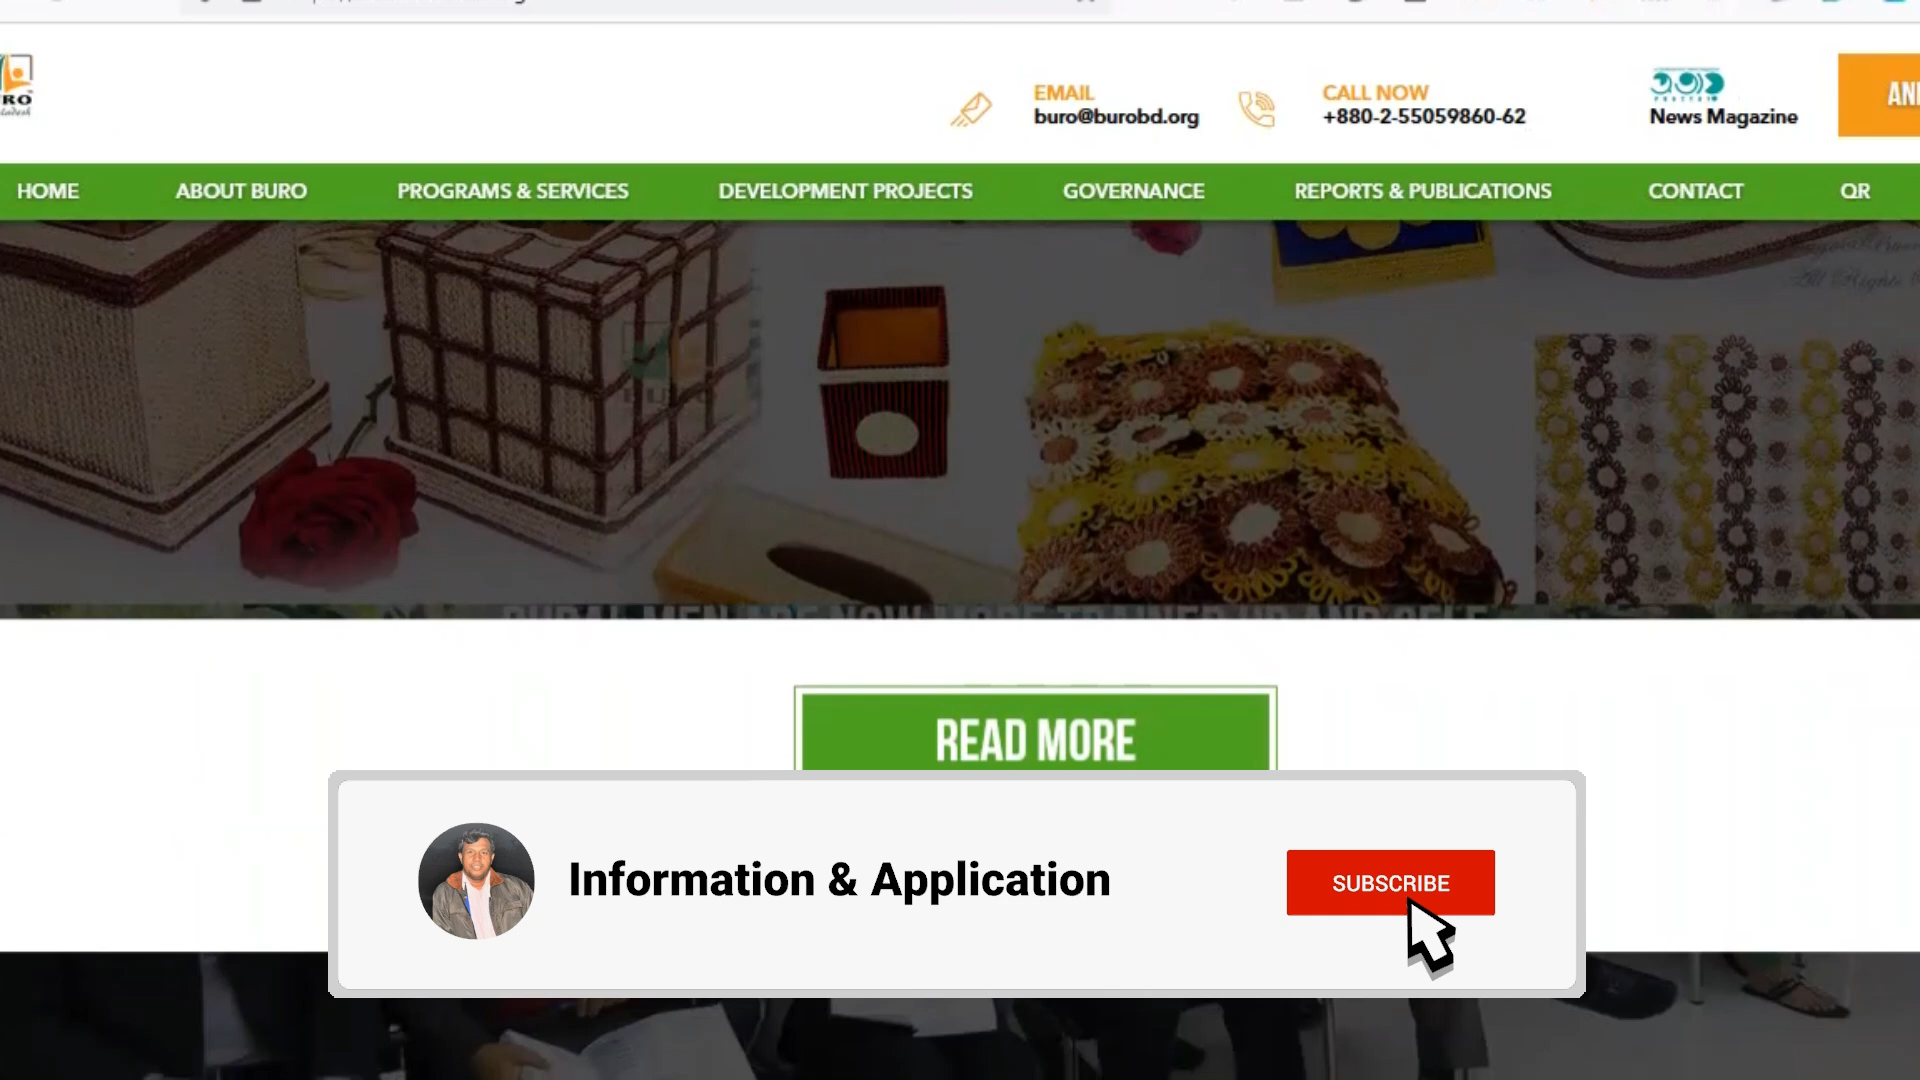 EMAIL
buro@burobd.org
CALL NOW
+880-2-55059860-62
News Magazine
HOME
ABOUT BURO
PROGRAMS & SERVICES
DEVELOPMENT PROJECTS
GOVERNANCE
REPORTS & PUBLICATIONS
CONTACT
QR
READ MORE
Information & Application
SUBSCRIBE